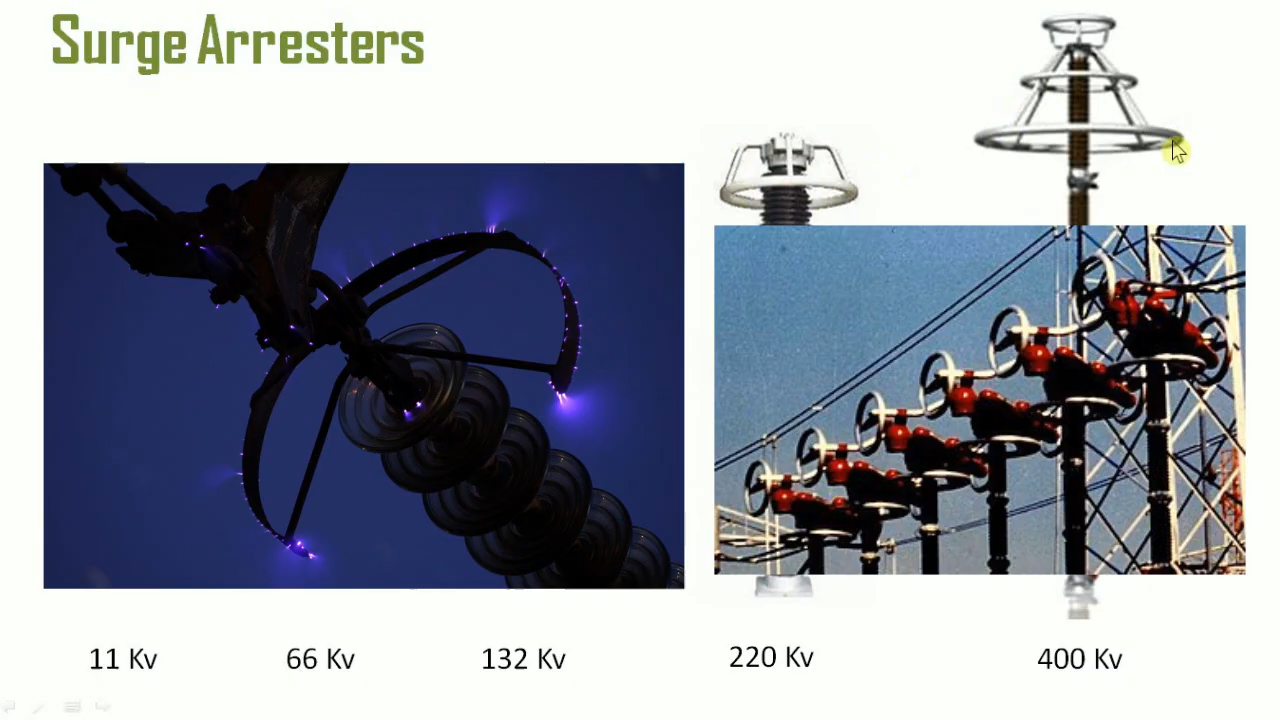 Surge Arresters
11 Kv
66 Kv
132 Kv
220 Kv
400 Kv